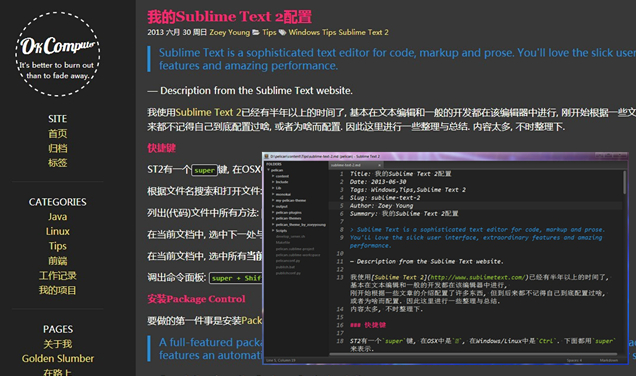 OkComputer
It's better to burn out
than to fade away.
SITE
首页
归档
标签
CATEGORIES
Java
Linux
Tips
前端
工作记录
我的项目
PAGES
关于我
Golden Slumber
在路上
我的Sublime Text 2配置
2013 六月 30 周日 Zoey Young Tips Windows Tips Sublime Text 2
Sublime Text is a sophisticated text editor for code, markup and prose. You'll love the slick user
features and amazing performance.
— Description from the Sublime Text website.
我使用Sublime Text 2已经有半年以上的时间了, 基本在文本编辑和一般的开发都在该编辑器中进行, 刚开始根据一些文
来都不记得自己到底配置过啥, 或者为啥而配置. 因此这里进行一些整理与总结. 内容太多, 不时整理下.
快捷键
ST2有一个super键, 在OSX
根据文件名搜索和打开文件:
列出(代码)文件中所有方法:
在当前文档中, 选中下一处与
在当前文档中, 选中所有当前
调出命令面板: super + Shif
安装Package Control
要做的第一件事是安装Pack
A full-featured pack
features an automati
1 Title: 我的Sublime Text 2配置
2 Date: 2013-06-30
3 Tags: Windows,Tips,Sublime Text 2
4 Slug: sublime-text-2
5 Author: Zoey Young
6 Summary: 我的Sublime Text 2配置
7
8 > Sublime Text is a sophisticated text editor for code, markup and prose.
You'll love the slick user interface, extraordinary features and amazing
performance.
9
10 — Description from the Sublime Text website.
11
12 我使用[Sublime Text 2](http://www.sublimetext.com/)已经有半年以上的时间了,
基本在文本编辑和一般的开发都在该编辑器中进行,
13 刚开始根据一些文章的介绍配置了许多东西, 但到后来都不记得自己到底配置过啥,
或者为啥而配置. 因此这里进行一些整理与总结.
14 内容太多, 不时整理下.
15
16 ### 快捷键
17
18 ST2有一个`super`键, 在OSX中是`⌘`, 在Windows/Linux中是`Ctrl`. 下面都用`super`
来表示.